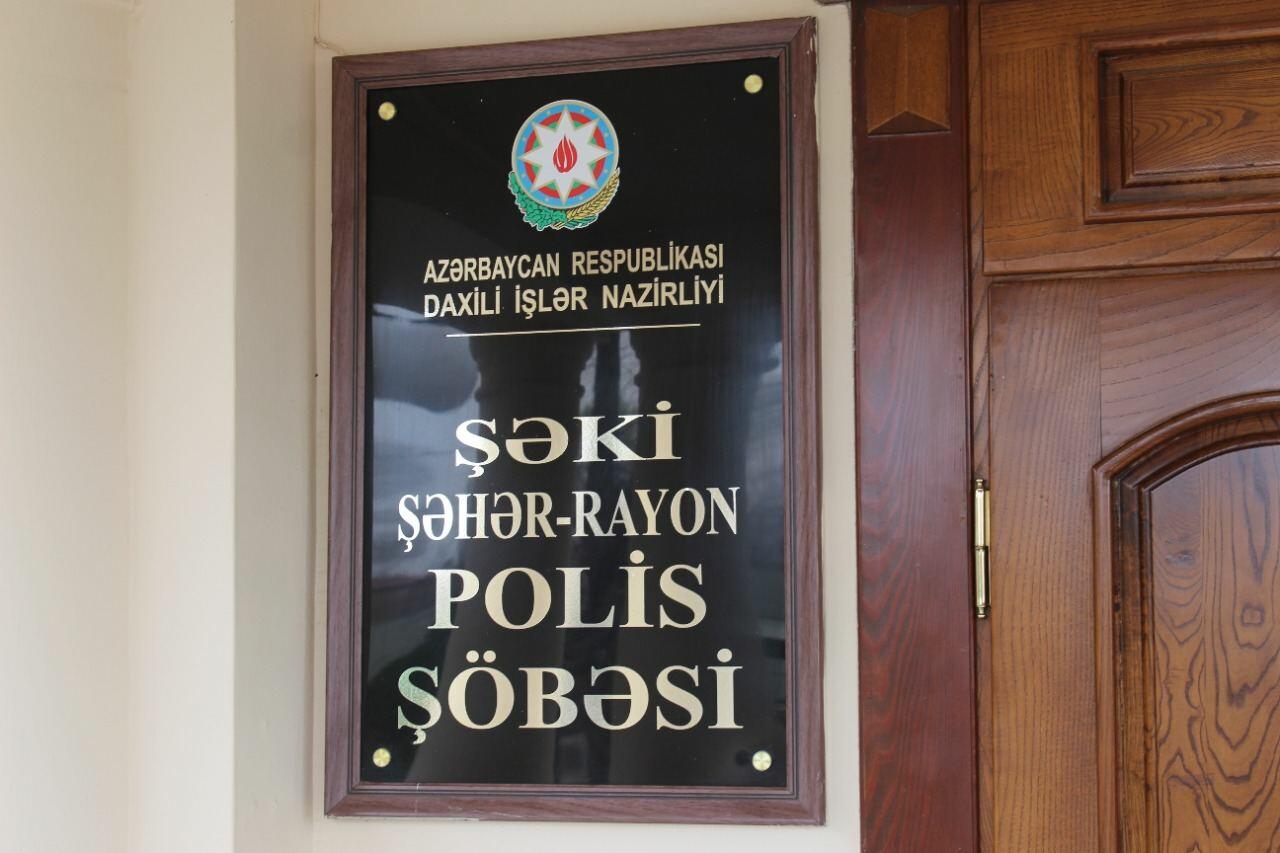 AZƏRBAYCAN RESPUBLİKASI
DAXİLİ İŞLƏR NAZİRLİYİ
ŞƏKİ
ŞƏHƏR-RAYON
POLİS
ŞÖBƏSİ